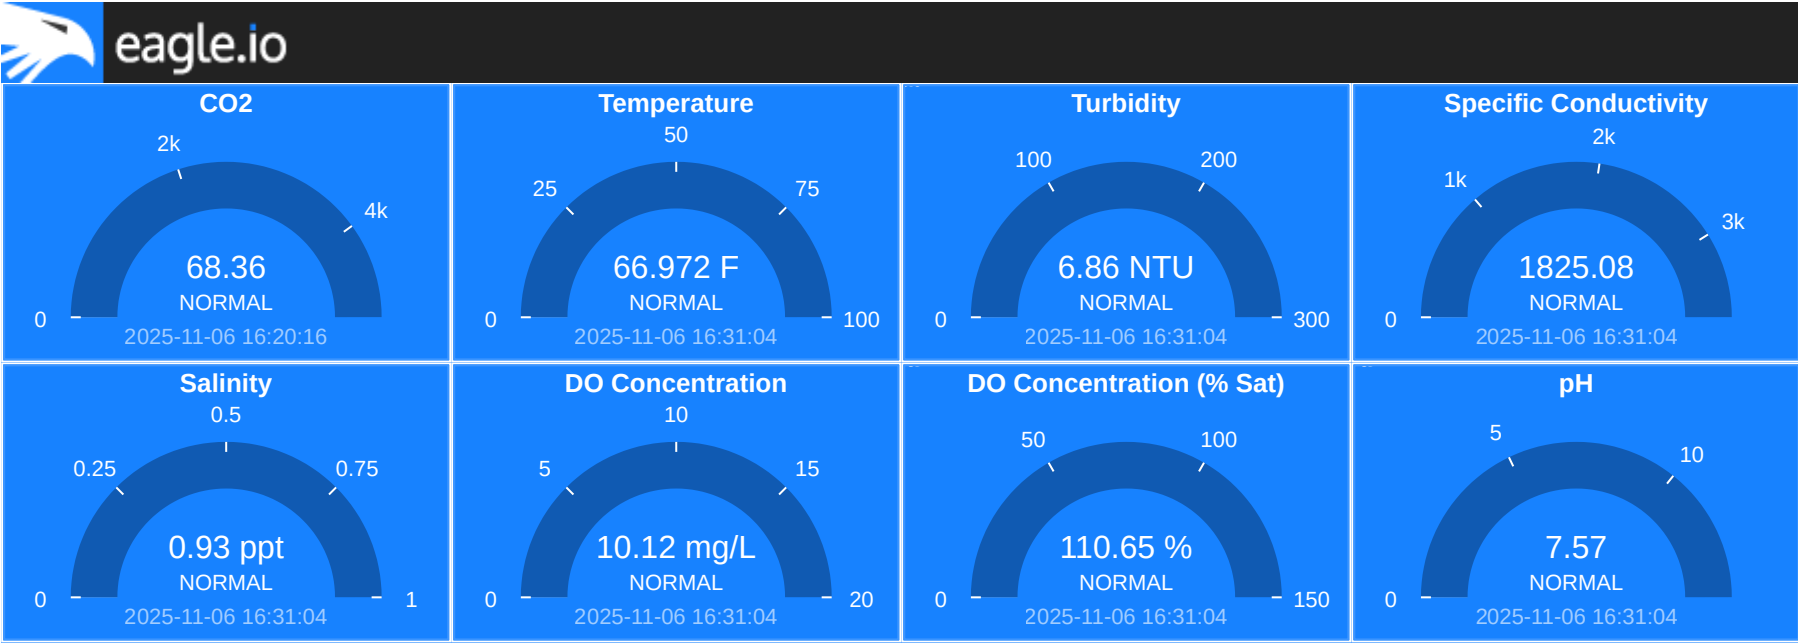 eagle.io
CO2
2k
4k
68.36
NORMAL
0
2025-11-06 16:20:16
Temperature
50
25
75
66.972 F
NORMAL
0
100
2025-11-06 16:31:04
Turbidity
100
200
6.86 NTU
NORMAL
0
300
2025-11-06 16:31:04
Specific Conductivity
2k
1k
3k
1825.08
NORMAL
0
2025-11-06 16:31:04
Salinity
0.5
0.25
0.75
0.93 ppt
NORMAL
0
1
2025-11-06 16:31:04
DO Concentration
10
5
15
10.12 mg/L
NORMAL
0
20
2025-11-06 16:31:04
DO Concentration (% Sat)
50
100
110.65 %
NORMAL
0
150
2025-11-06 16:31:04
pH
5
10
7.57
NORMAL
0
2025-11-06 16:31:04